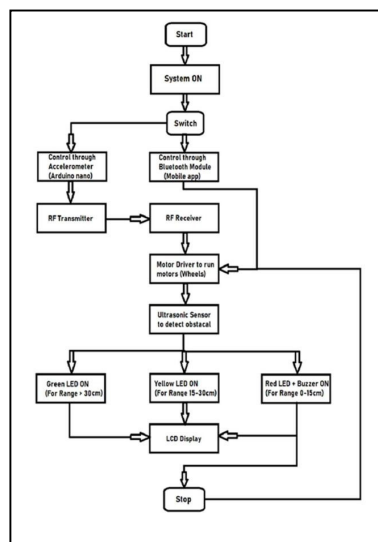 Start
System ON
Switch
Control through
Accelerometer
(Arduino nano)
Control through
Bluetooth Module
(Mobile app)
RF Transmitter
RF Receiver
Motor Driver to run
motors (Wheels)
Ultrasonic Sensor
to detect obstacal
Green LED ON
(For Range > 30cm)
Yellow LED ON
(For Range 15-30cm)
Red LED + Buzzer ON
(For Range 0-15cm)
LCD Display
Stop